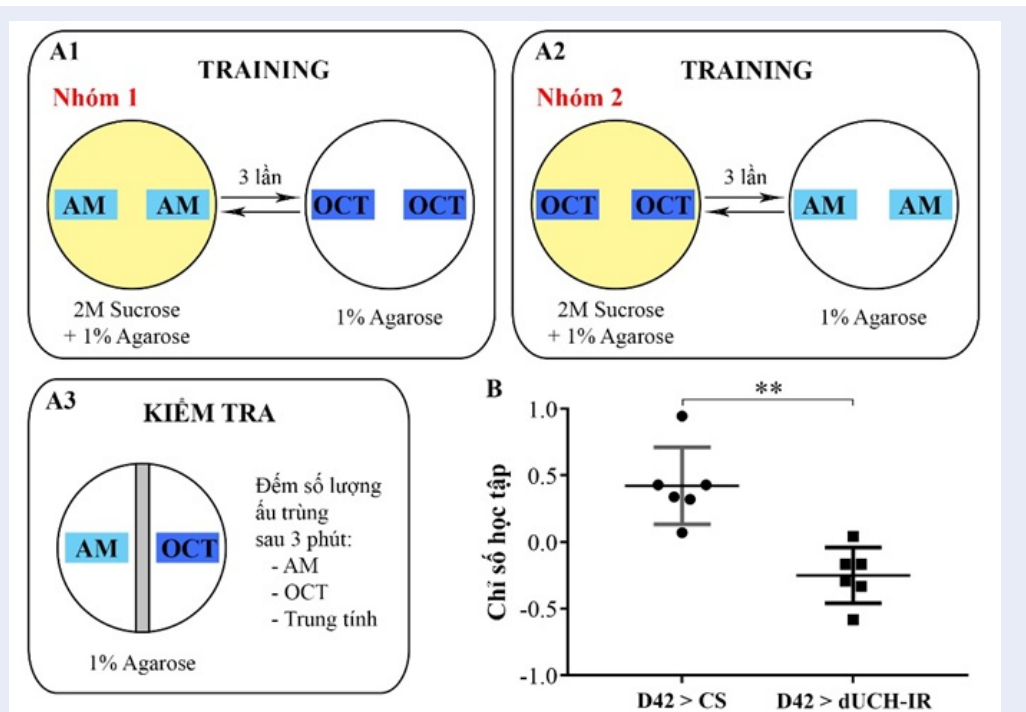 A1
TRAINING
Nhóm 1
AM
AM
3 lần
OCT
OCT
2M Sucrose
+ 1% Agarose
1% Agarose
A2
TRAINING
Nhóm 2
OCT
OCT
3 lần
AM
AM
2M Sucrose
+ 1% Agarose
1% Agarose
A3
KIỂM TRA
AM
OCT
Đếm số lượng
ấu trùng
sau 3 phút:
- AM
- OCT
- Trung tính
1% Agarose
B
**
Chỉ số học tập
1.0
0.5
0.0
-0.5
-1.0
D42 > CS
D42 > dUCH-IR